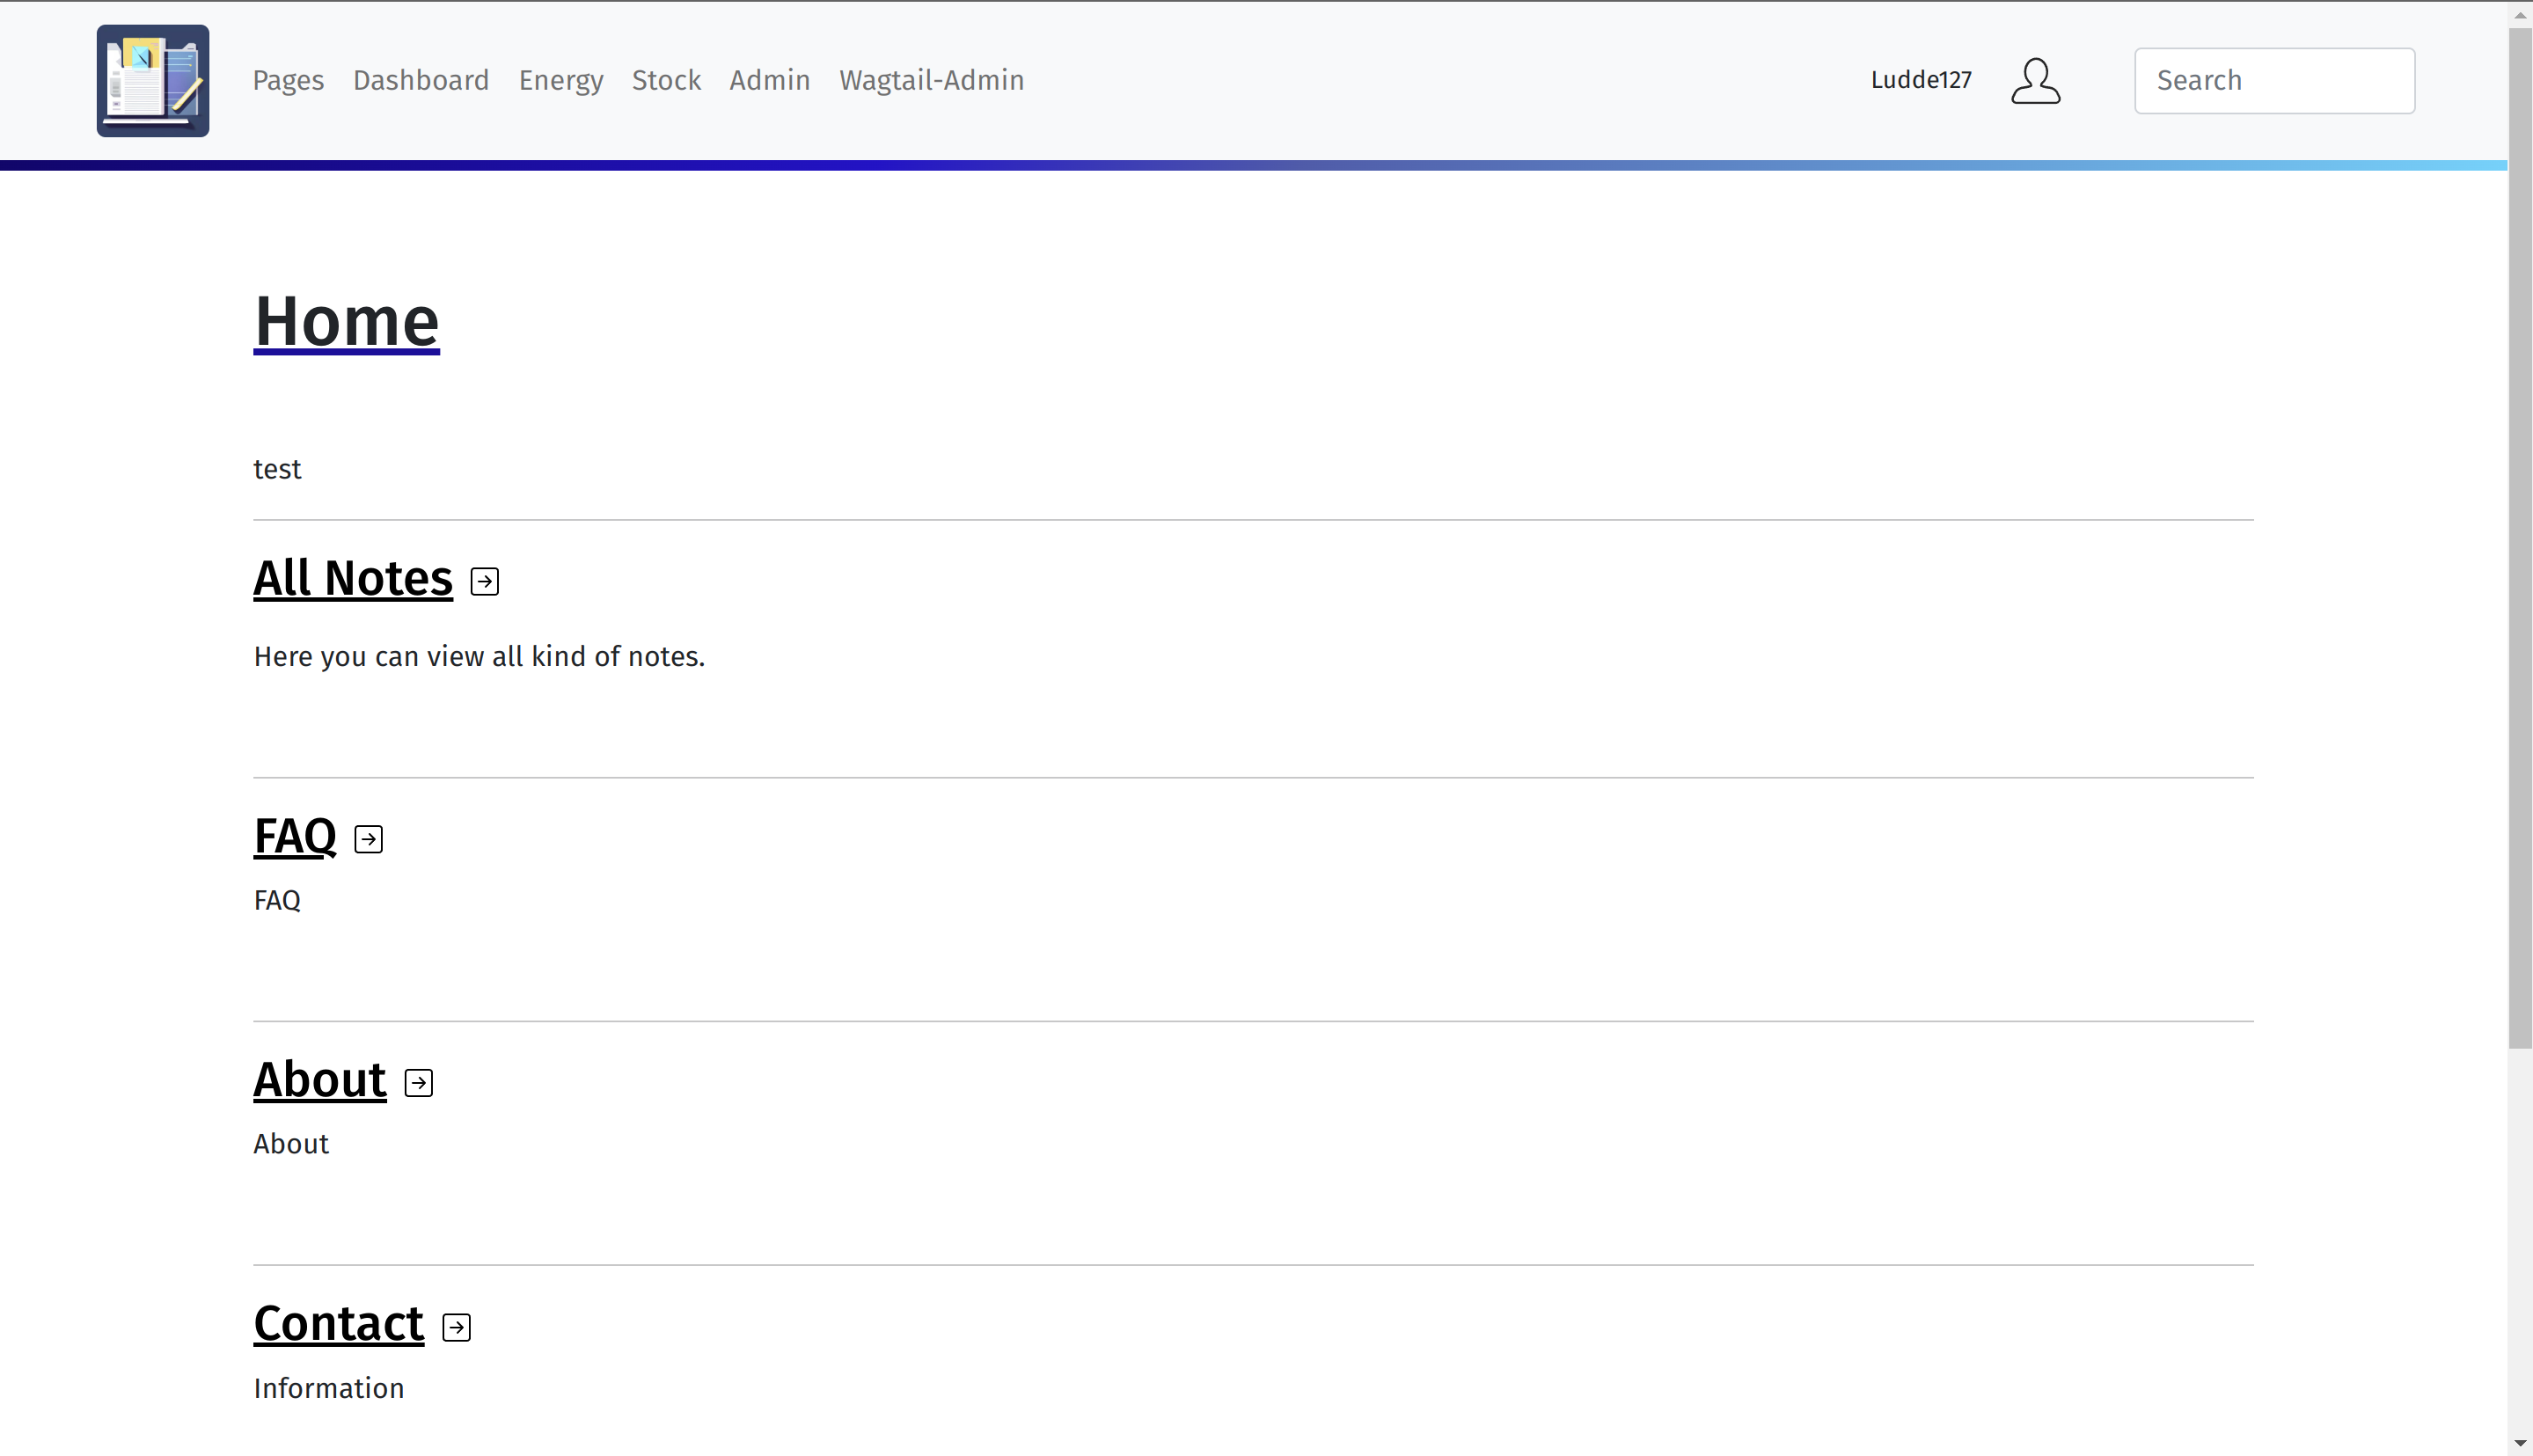 Pages Dashboard Energy Stock Admin Wagtail-Admin Ludde127 Search
Home
test
All Notes
Here you can view all kind of notes.
FAQ
FAQ
About
About
Contact
Information